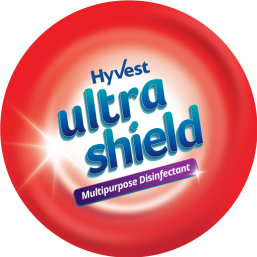 HyVest
ultra
shield
Multipurpose Disinfectant